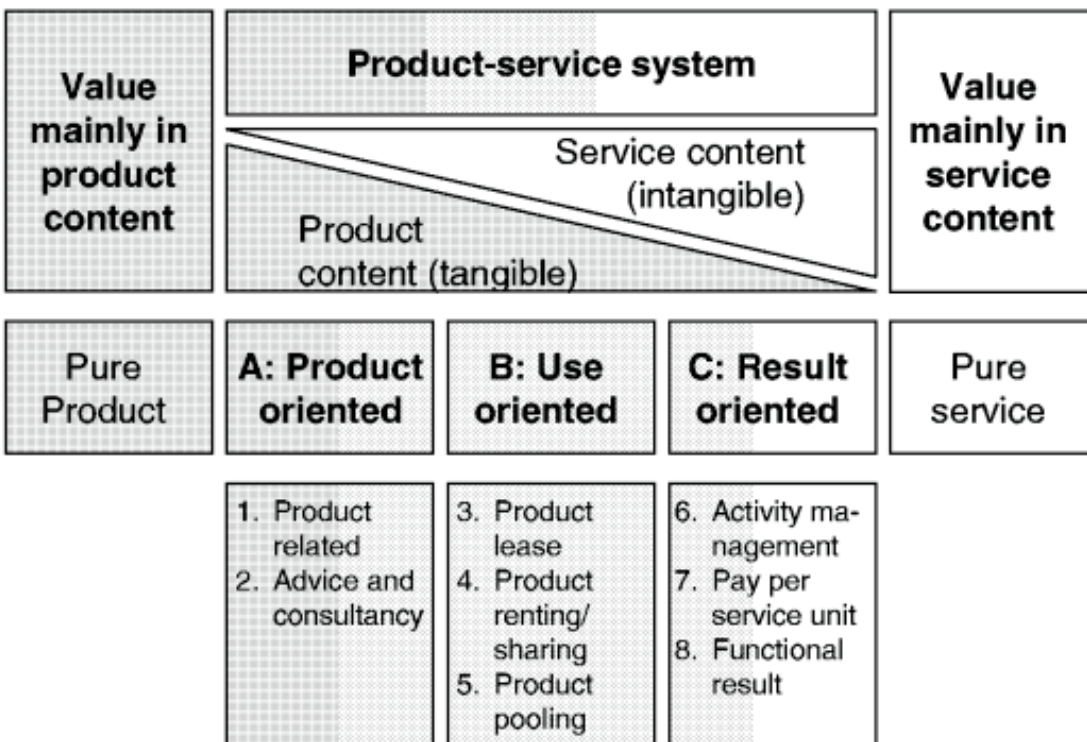 Value
mainly in
product
content
Product-service system
Service content
(intangible)
Product
content (tangible)
Value
mainly in
service
content
Pure
Product
A: Product
oriented
B: Use
oriented
C: Result
oriented
Pure
service
1. Product
related
2. Advice and
consultancy
3. Product
lease
4. Product
renting/
sharing
5. Product
pooling
6. Activity ma-
nagement
7. Pay per
service unit
8. Functional
result